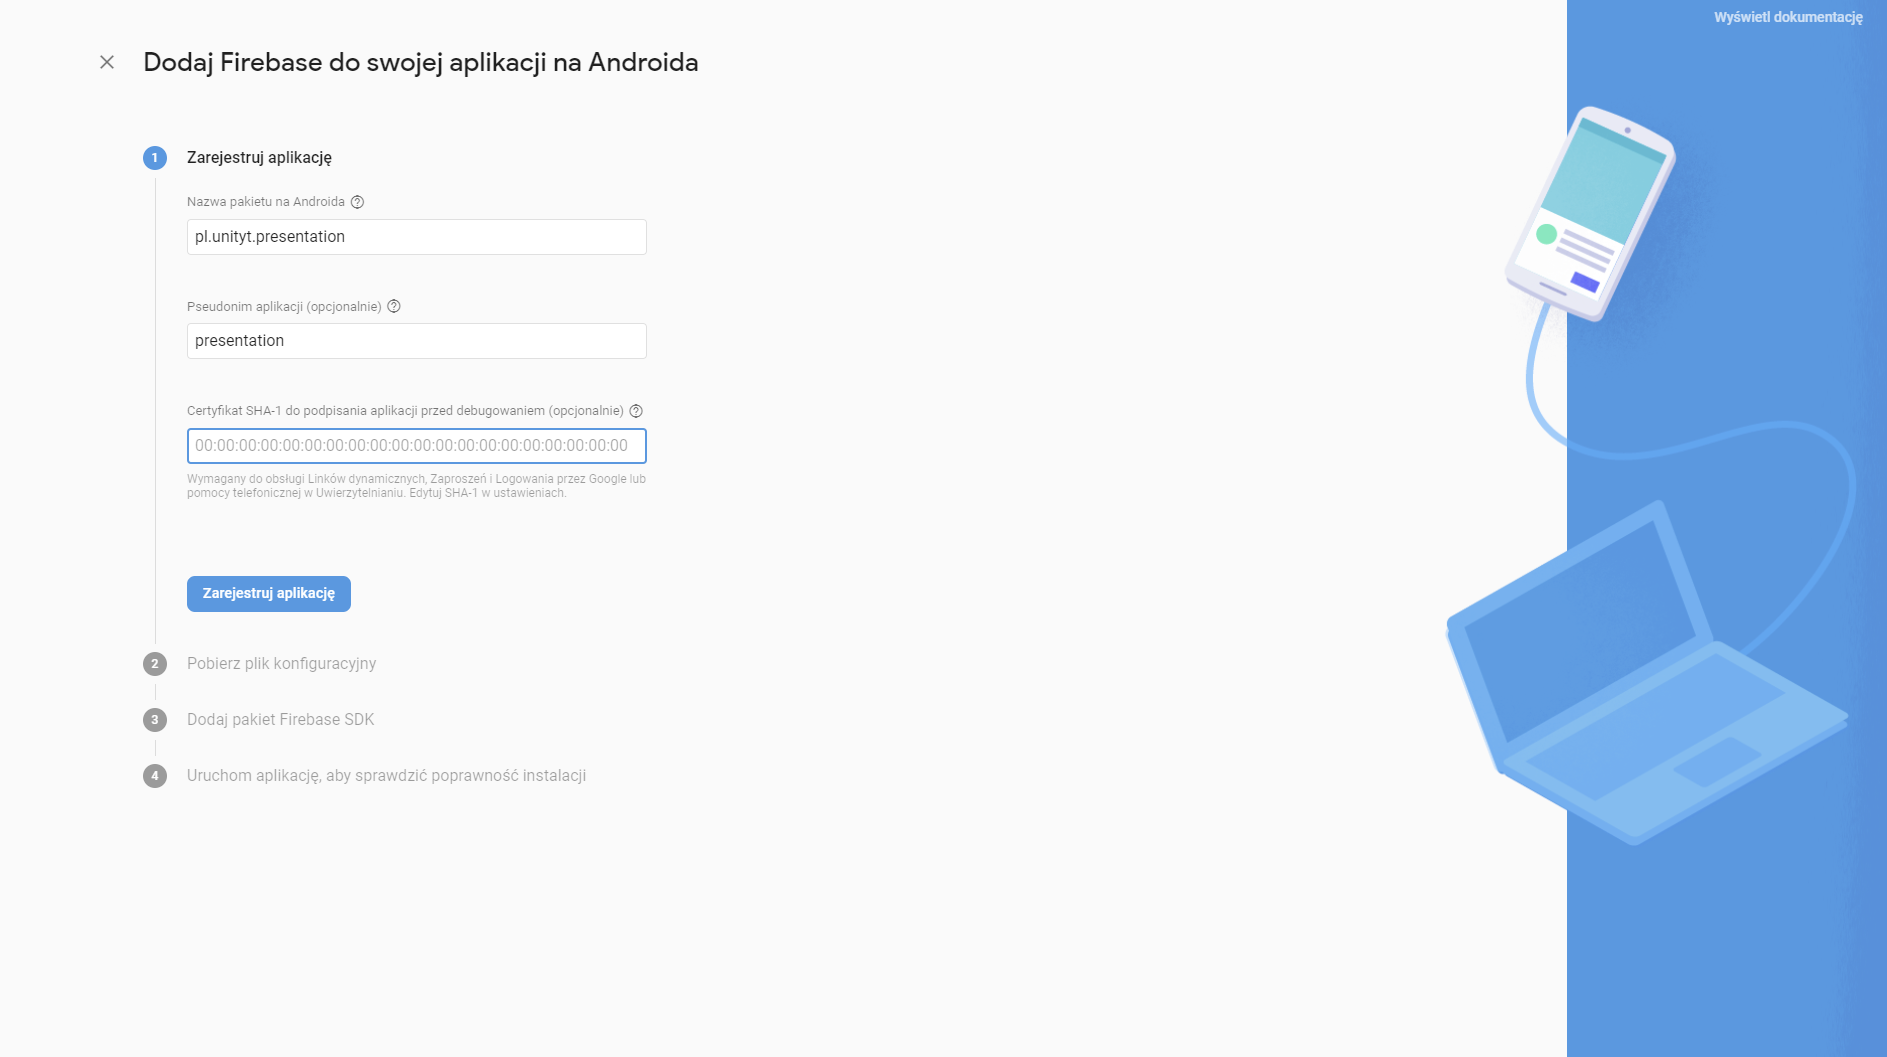 Wyświetl dokumentację
Dodaj Firebase do swojej aplikacji na Androida
1 Zarejestruj aplikację
Nazwa pakietu na Androida ?
pl.unityt.presentation
Pseudonim aplikacji (opcjonalnie) ?
presentation
Certyfikat SHA-1 do podpisania aplikacji przed debugowaniem (opcjonalnie) ?
00:00:00:00:00:00:00:00:00:00:00:00:00:00:00:00:00:00:00:00
Wymagany do obsługi Linków dynamicznych, Zaproszeń i Logowania przez Google lub
pomocy telefonicznej w Uwierzytelnianiu. Edytuj SHA-1 w ustawieniach.
Zarejestruj aplikację
2 Pobierz plik konfiguracyjny
3 Dodaj pakiet Firebase SDK
4 Uruchom aplikację, aby sprawdzić poprawność instalacji